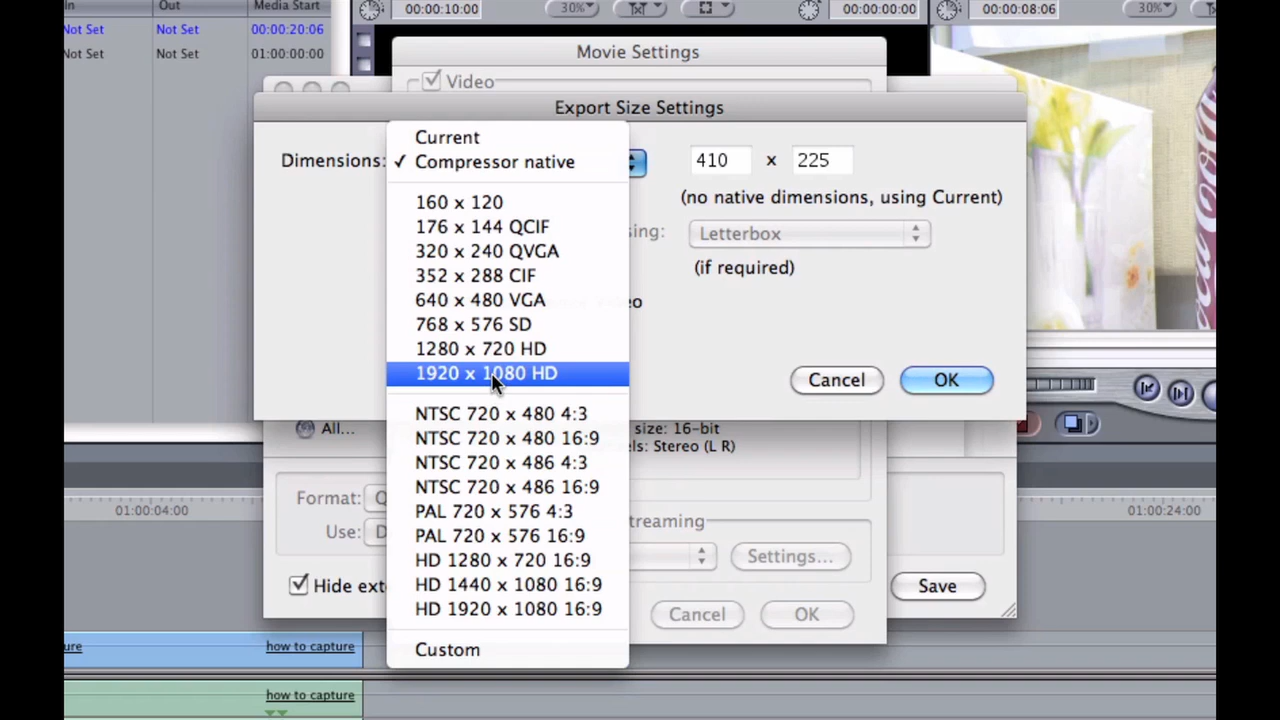 In Out Media Start
Not Set Not Set 00:00:20:06
Not Set Not Set 01:00:00:00
00:00:10:00 30% 00:00:00:00 00:00:08:06 30%
Movie Settings
Video
Export Size Settings
Dimensions:
Current
Compressor native
160 x 120
176 x 144 QCIF
320 x 240 QVGA
352 x 288 CIF
640 x 480 VGA
768 x 576 SD
1280 x 720 HD
1920 x 1080 HD
NTSC 720 x 480 4:3
NTSC 720 x 480 16:9
NTSC 720 x 486 4:3
NTSC 720 x 486 16:9
PAL 720 x 576 4:3
PAL 720 x 576 16:9
HD 1280 x 720 16:9
HD 1440 x 1080 16:9
HD 1920 x 1080 16:9
Custom
410 x 225
(no native dimensions, using Current)
sing: Letterbox
(if required)
o
Cancel OK
All...
size: 16-bit
els: Stereo (L R)
Format: Q
Use: D
treaming
Settings...
Hide exte
Cancel OK
Save
01:00:04:00 01:00:24:00
ure how to capture
how to capture